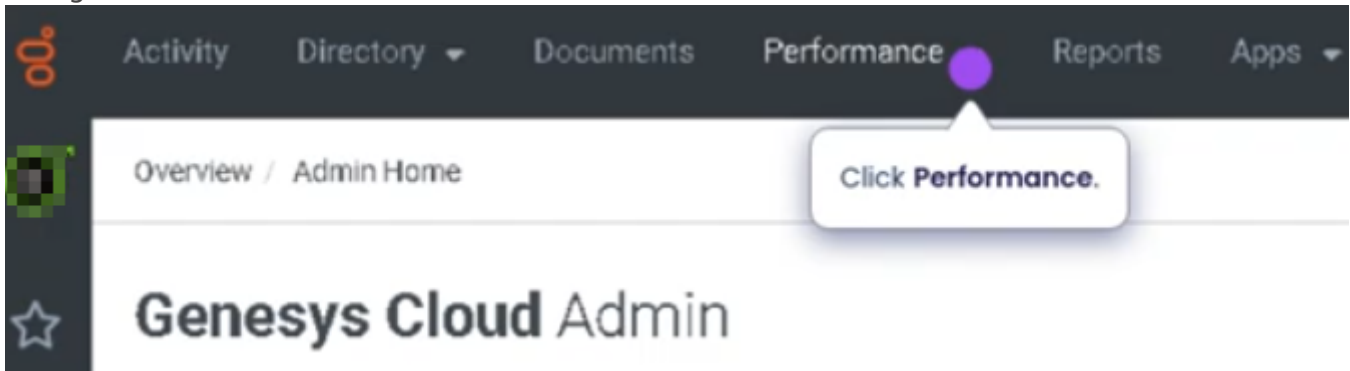 Activity Directory Documents Performance Reports Apps
Overview / Admin Home
Click Performance.
Genesys Cloud Admin